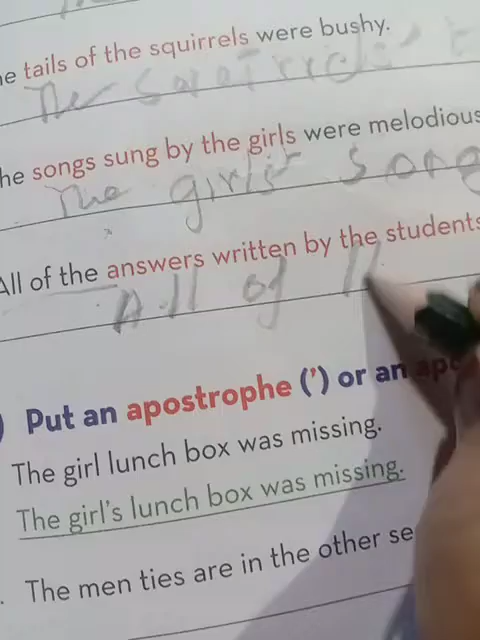 he tails of the squirrels were bushy.
The squirrels' t
he songs sung by the girls were melodious
The girls' song
All of the answers written by the students
All of
) Put an apostrophe (') or an apo
The girl lunch box was missing.
The girl's lunch box was missing.
. The men ties are in the other se